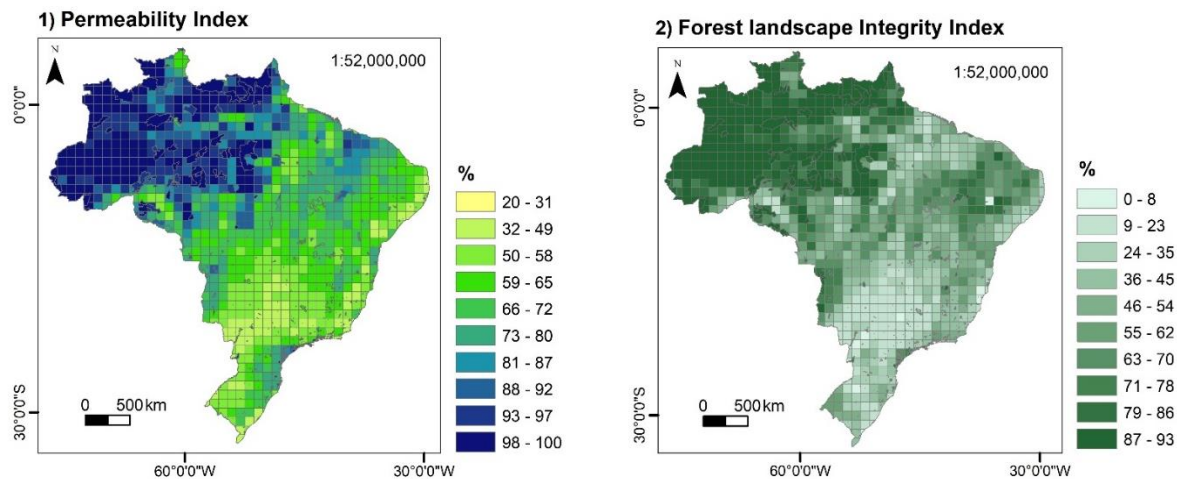 1) Permeability Index
N
1:52,000,000
0°0'0"
30°0'0"S
0 500 km
60°0'0"W
30°0'0"W
%
20 - 31
32 - 49
50 - 58
59 - 65
66 - 72
73 - 80
81 - 87
88 - 92
93 - 97
98 - 100
2) Forest landscape Integrity Index
N
1:52,000,000
0°0'0"
30°0'0"S
0 500 km
60°0'0"W
30°0'0"W
%
0 - 8
9 - 23
24 - 35
36 - 45
46 - 54
55 - 62
63 - 70
71 - 78
79 - 86
87 - 93